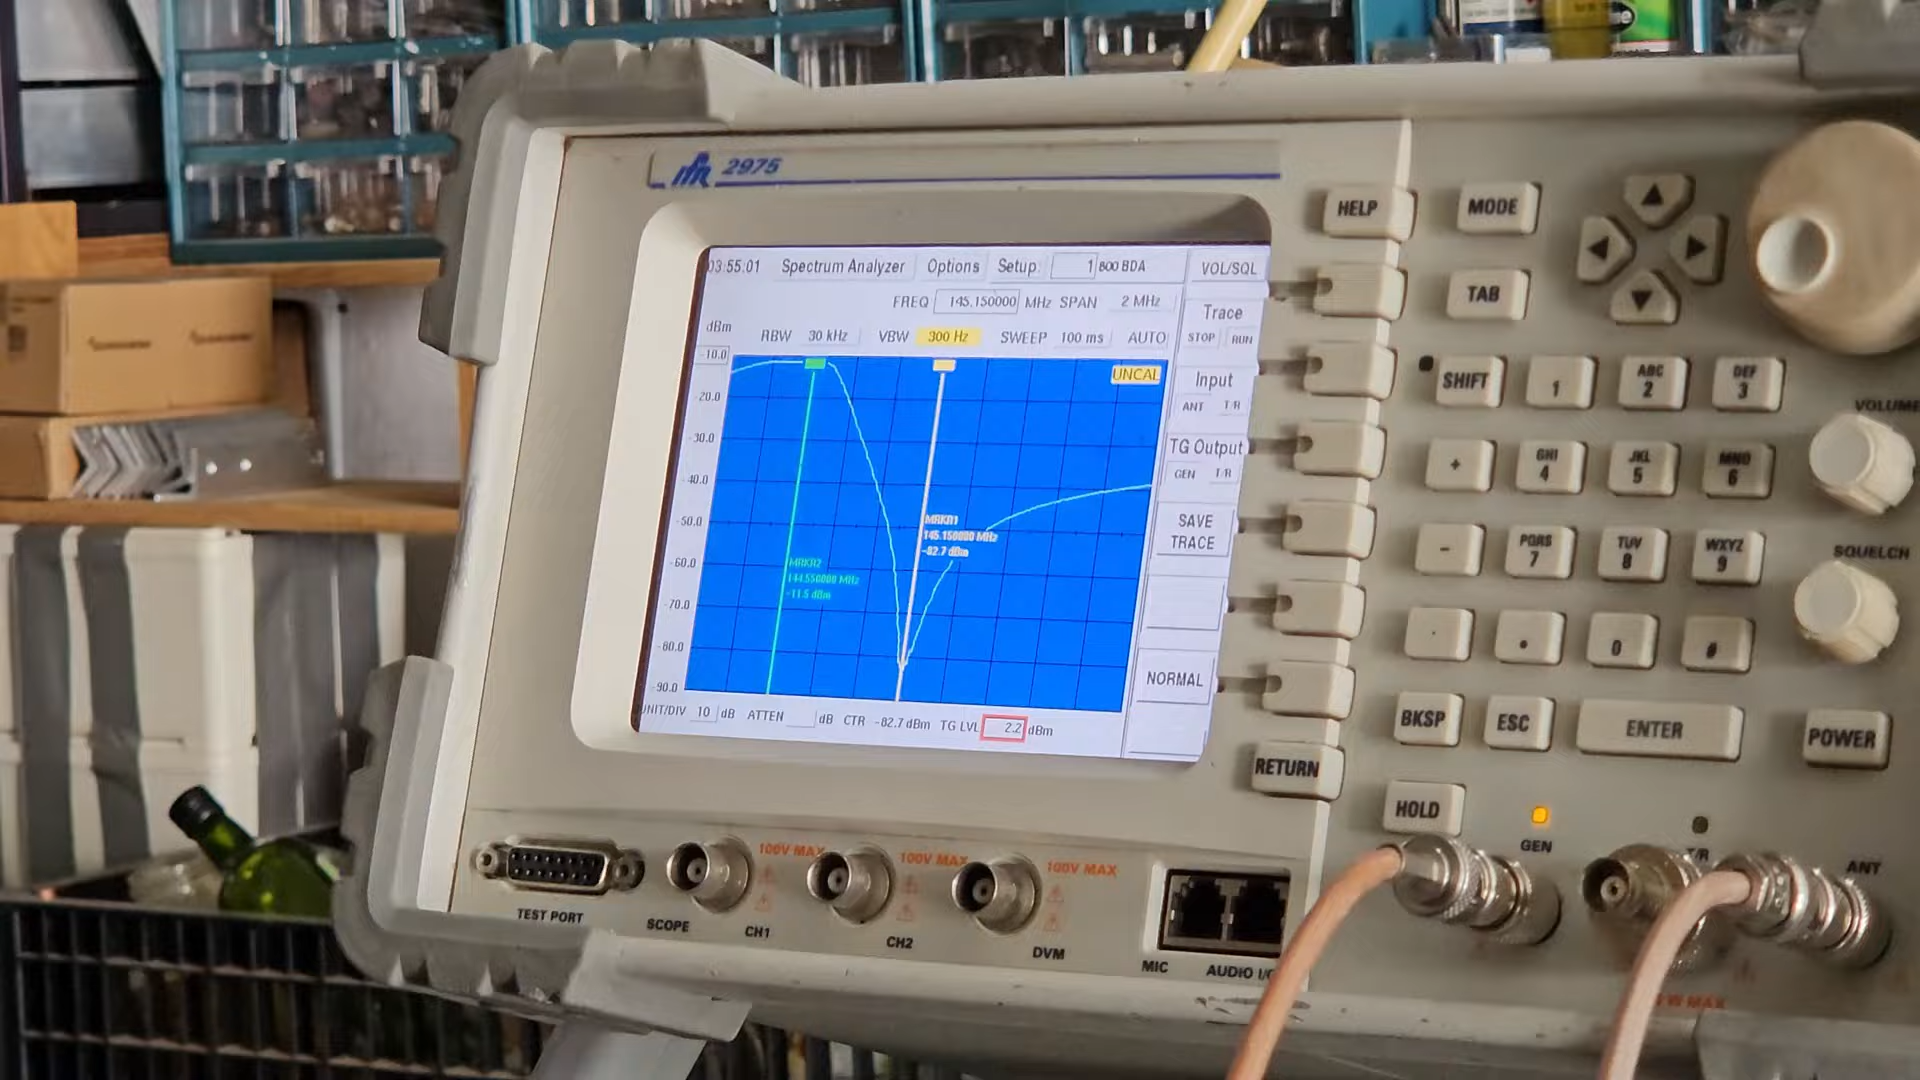 IFR 2975
03:55:01 Spectrum Analyzer Options Setup: 1 800 BDA VOL/SQL
FREQ 145.150000 MHz SPAN 2 MHz
dBm RBW 30 kHz VBW 300 Hz SWEEP 100 ms AUTO
Trace
STOP RUN
Input
ANT T/R
TG Output
GEN T/R
SAVE
TRACE
NORMAL
UNCAL
-10.0
-20.0
-30.0
-40.0
-50.0
-60.0
-70.0
-80.0
-90.0
MRKR1
145.150000 MHz
-82.7 dBm
MRKR2
144.550000 MHz
-11.5 dBm
UNIT/DIV 10 dB ATTEN dB CTR -82.7 dBm TG LVL 2.2 dBm
HELP MODE
TAB
SHIFT 1 ABC 2 DEF 3
+ GHI 4 JKL 5 MNO 6
- PQRS 7 TUV 8 WXYZ 9
. • 0 #
BKSP ESC ENTER POWER
RETURN
HOLD
VOLUME
SQUELCH
GEN T/R ANT
TEST PORT
SCOPE CH1
CH2
DVM
100V MAX
100V MAX
100V MAX
MIC AUDIO I/O
W MAX